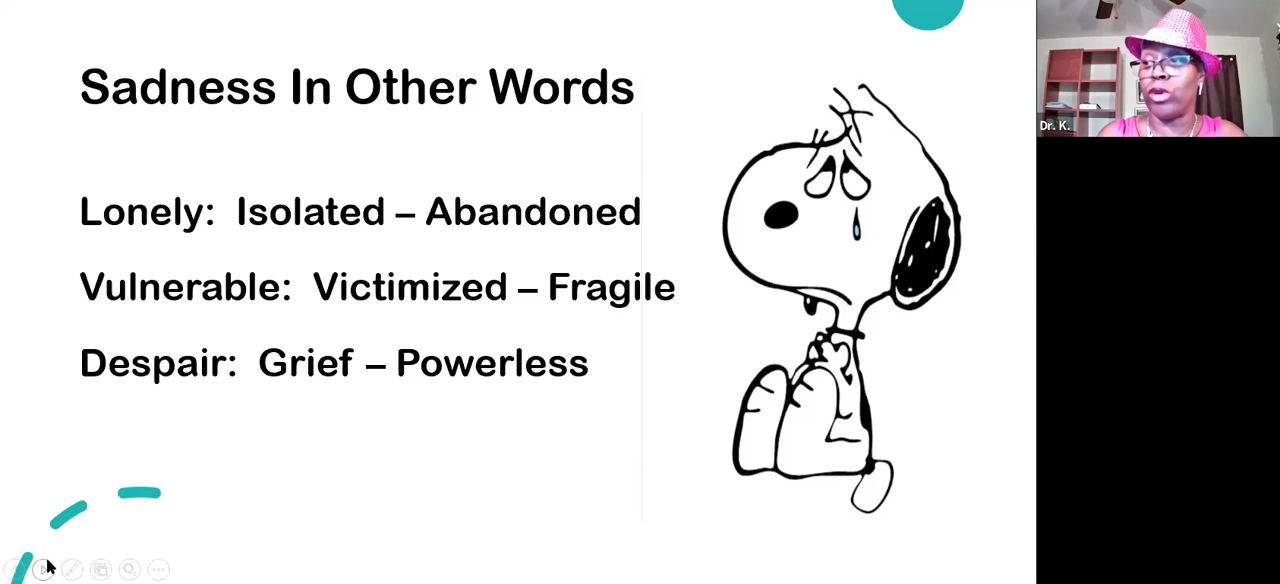 Sadness In Other Words
Lonely: Isolated – Abandoned
Vulnerable: Victimized – Fragile
Despair: Grief – Powerless
Dr. K.